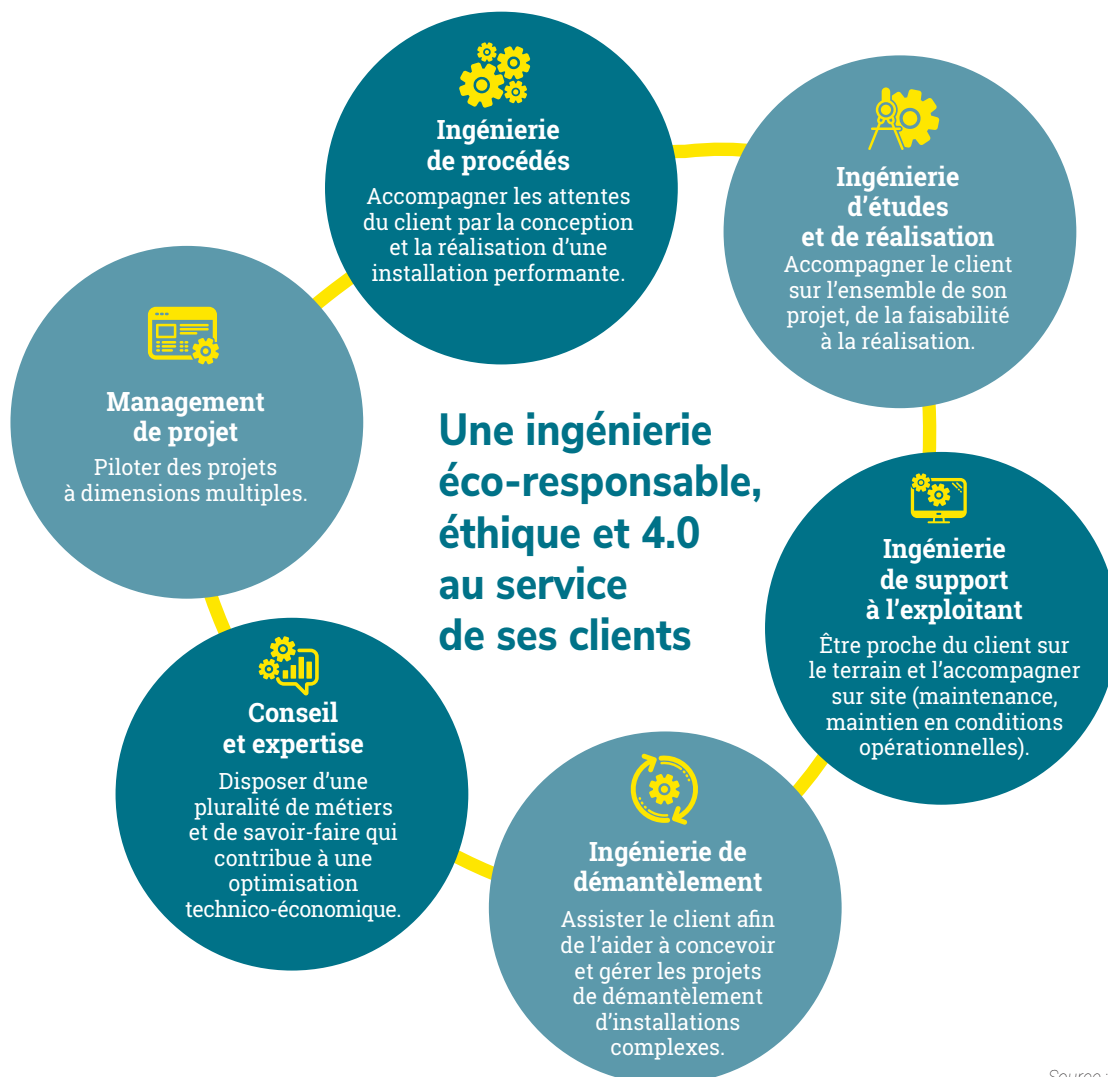 Ingénierie
de procédés
Accompagner les attentes
du client par la conception
et la réalisation d’une
installation performante.
Ingénierie
d’études
et de réalisation
Accompagner le client
sur l’ensemble de son
projet, de la faisabilité
à la réalisation.
Management
de projet
Piloter des projets
à dimensions multiples.
Une ingénierie
éco-responsable,
éthique et 4.0
au service
de ses clients
Ingénierie
de support
à l’exploitant
Être proche du client sur
le terrain et l’accompagner
sur site (maintenance,
maintien en conditions
opérationnelles).
Conseil
et expertise
Disposer d’une
pluralité de métiers
et de savoir-faire qui
contribue à une
optimisation
technico-économique.
Ingénierie de
démantèlement
Assister le client afin
de l’aider à concevoir
et gérer les projets
de démantèlement
d’installations
complexes.
Source :